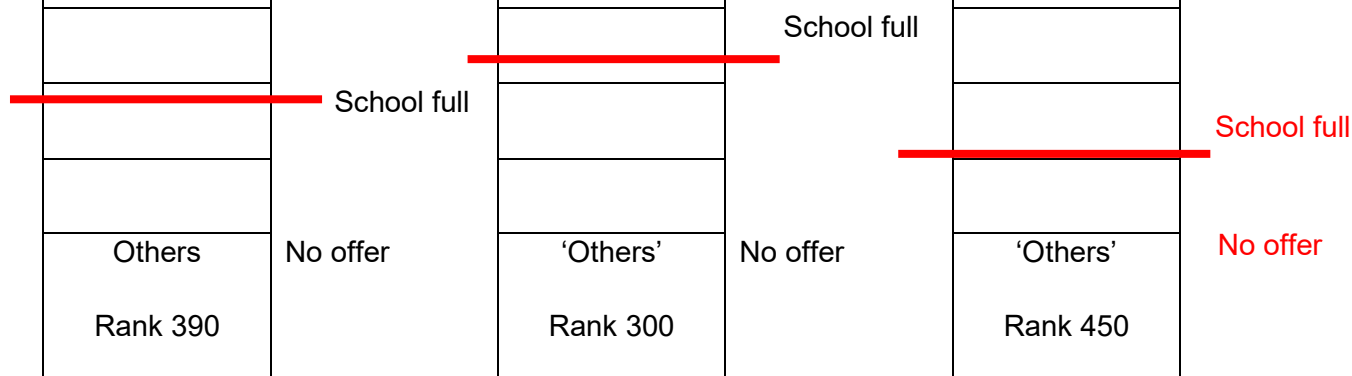 School full
School full
School full
Others
No offer
‘Others’
No offer
‘Others’
No offer
Rank 390
Rank 300
Rank 450